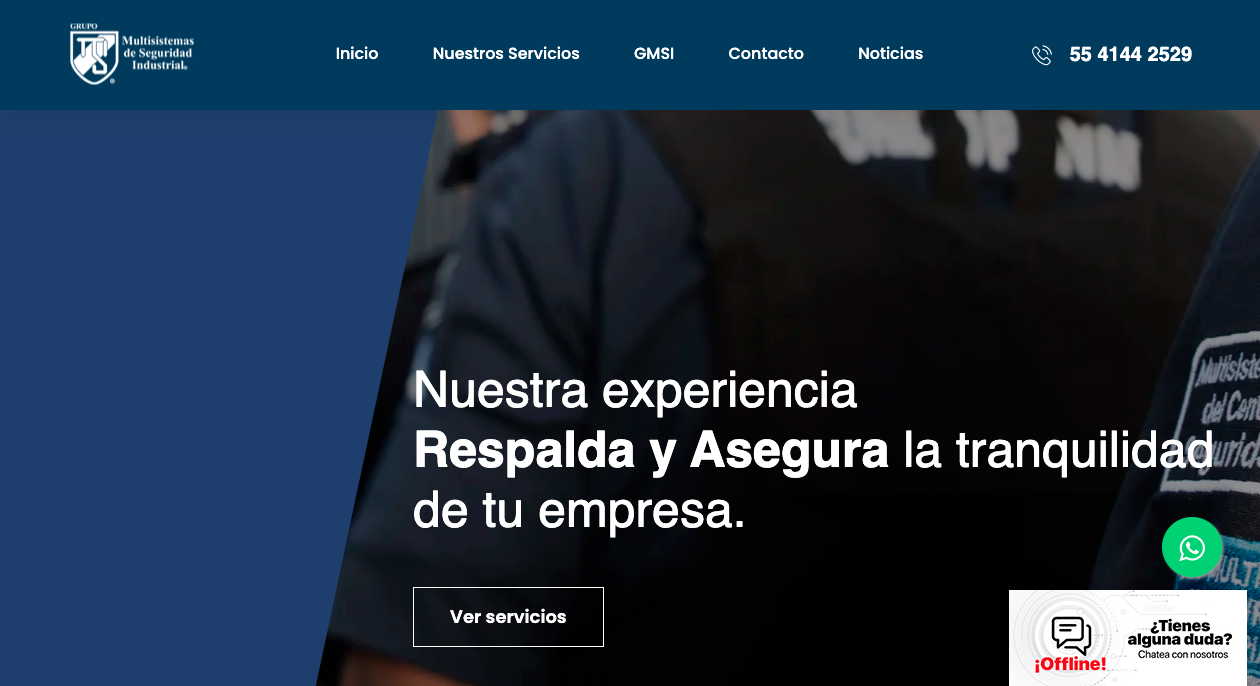 GRUPO
Multisistemas
de Seguridad
Industrial®
Inicio
Nuestros Servicios
GMSI
Contacto
Noticias
55 4144 2529
Nuestra experiencia
Respalda y Asegura la tranquilidad
de tu empresa.
Ver servicios
del
¿Tienes
alguna duda?
Chatea con nosotros
¡Offline!